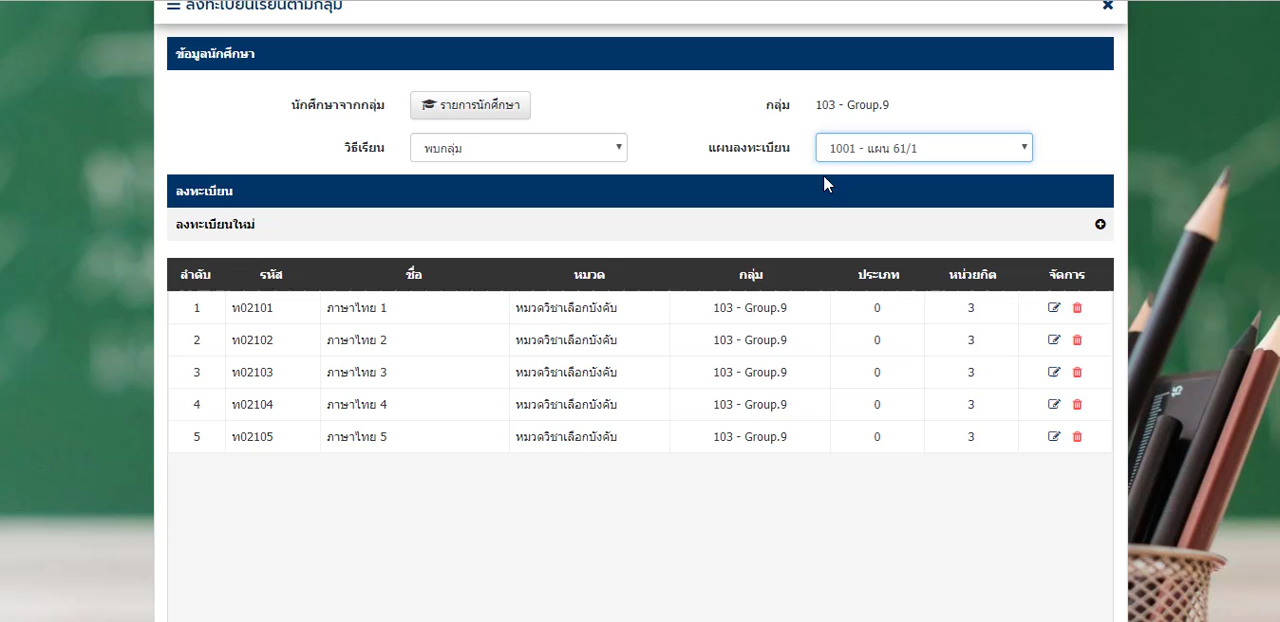 ลงทะเบียนเรียนตามกลุ่ม
ข้อมูลนักศึกษา
นักศึกษาจากกลุ่ม รายการนักศึกษา กลุ่ม 103 - Group.9
วิธีเรียน พบกลุ่ม แผนลงทะเบียน 1001 - แผน 61/1
ลงทะเบียน
ลงทะเบียนใหม่
ลำดับ รหัส ชื่อ หมวด กลุ่ม ประเภท หน่วยกิต จัดการ
1 ท02101 ภาษาไทย 1 หมวดวิชาเลือกบังคับ 103 - Group.9 0 3
2 ท02102 ภาษาไทย 2 หมวดวิชาเลือกบังคับ 103 - Group.9 0 3
3 ท02103 ภาษาไทย 3 หมวดวิชาเลือกบังคับ 103 - Group.9 0 3
4 ท02104 ภาษาไทย 4 หมวดวิชาเลือกบังคับ 103 - Group.9 0 3
5 ท02105 ภาษาไทย 5 หมวดวิชาเลือกบังคับ 103 - Group.9 0 3
15